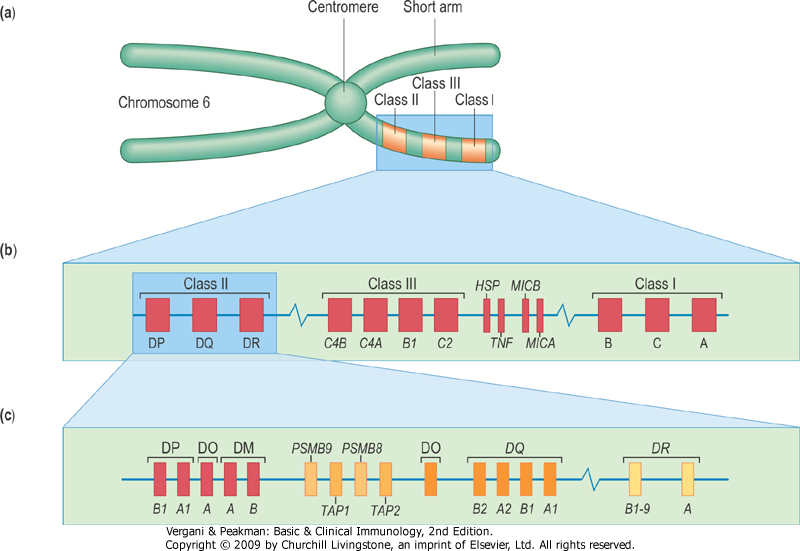 (a)
Centromere
Short arm
Class III
Class II
Class I
Chromosome 6
(b)
Class II
Class III
HSP
MICB
Class I
DP
DQ
DR
C4B
C4A
B1
C2
TNF
MICA
B
C
A
(c)
DP
DO
DM
PSMB9
PSMB8
DO
DQ
DR
B1
A1
A
A
B
TAP1
TAP2
B2
A2
B1
A1
B1-9
A
Vergani & Peakman: Basic & Clinical Immunology, 2nd Edition.
Copyright © 2009 by Churchill Livingstone, an imprint of Elsevier, Ltd. All rights reserved.